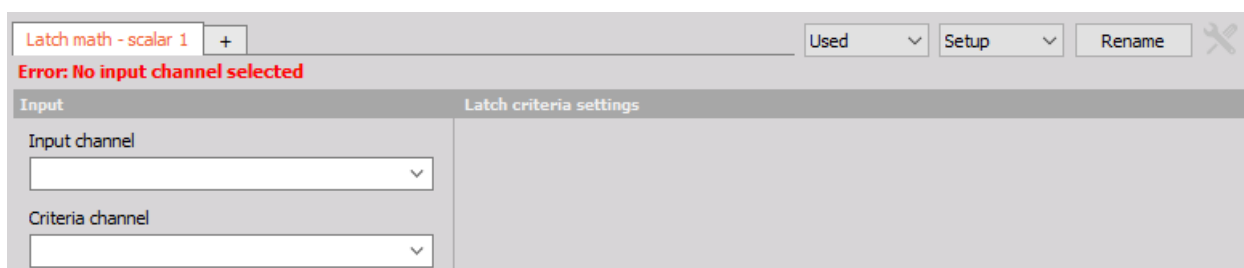 Latch math - scalar 1 + Used Setup Rename
Error: No input channel selected
Input Latch criteria settings
Input channel
Criteria channel